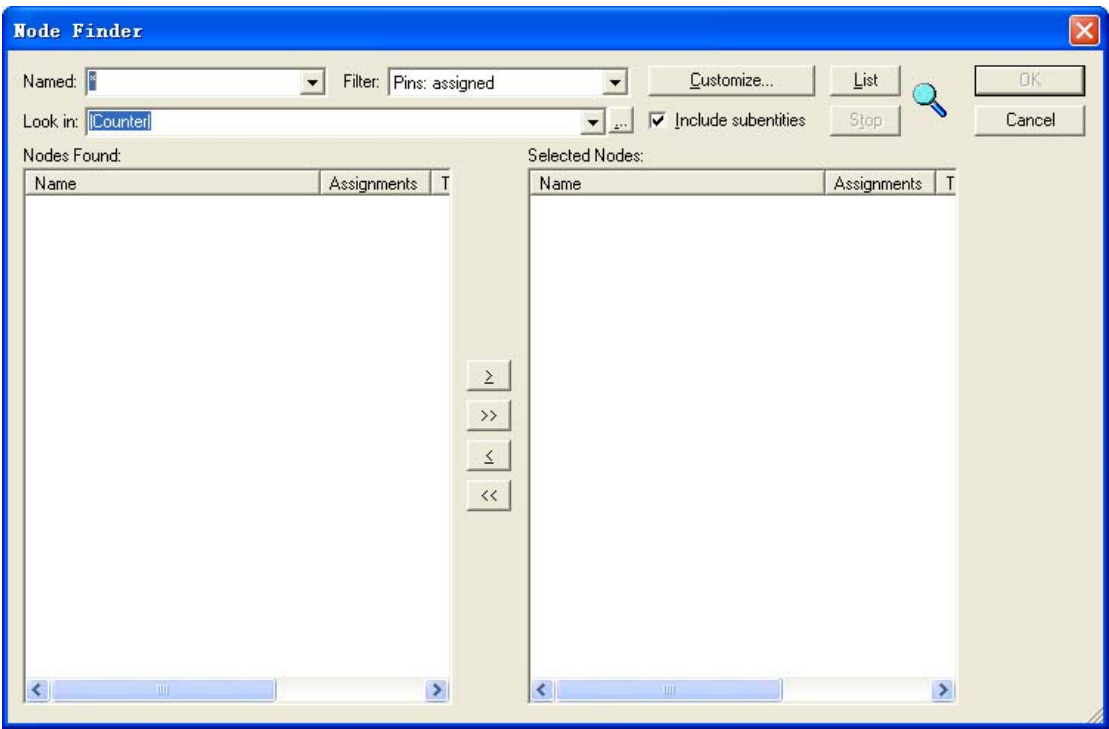 Node Finder
Named: * Filter: Pins: assigned Customize... List OK
Look in: |Counter| ... Include subentities Stop Cancel
Nodes Found: Selected Nodes:
Name Assignments T Name Assignments T
>
>>
<
<<